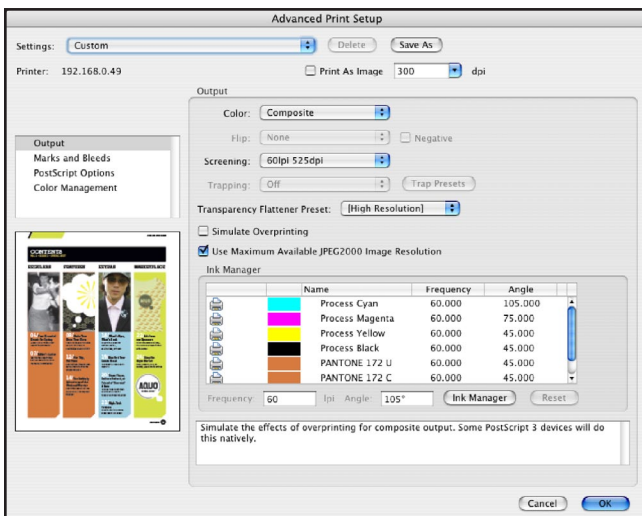 Advanced Print Setup
Settings: Custom Delete Save As
Printer: 192.168.0.49 Print As Image 300 dpi
Output
Marks and Bleeds
PostScript Options
Color Management
CONTENTS
AQUO
Output
Color: Composite
Flip: None Negative
Screening: 60lpi 525dpi
Trapping: Off Trap Presets
Transparency Flattener Preset: [High Resolution]
Simulate Overprinting
Use Maximum Available JPEG2000 Image Resolution
Ink Manager
Name Frequency Angle
Process Cyan 60.000 105.000
Process Magenta 60.000 75.000
Process Yellow 60.000 45.000
Process Black 60.000 45.000
PANTONE 172 U 60.000 45.000
PANTONE 172 C 60.000 45.000
Frequency: 60 lpi Angle: 105° Ink Manager Reset
Simulate the effects of overprinting for composite output. Some PostScript 3 devices will do
this natively.
Cancel OK